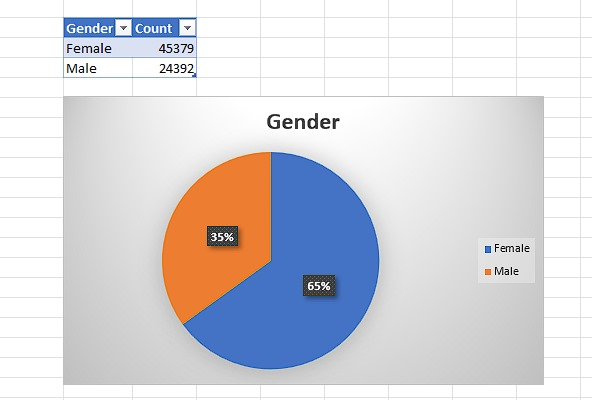 Gender Count
Female 45379
Male 24392
Gender
35%
65%
Female
Male